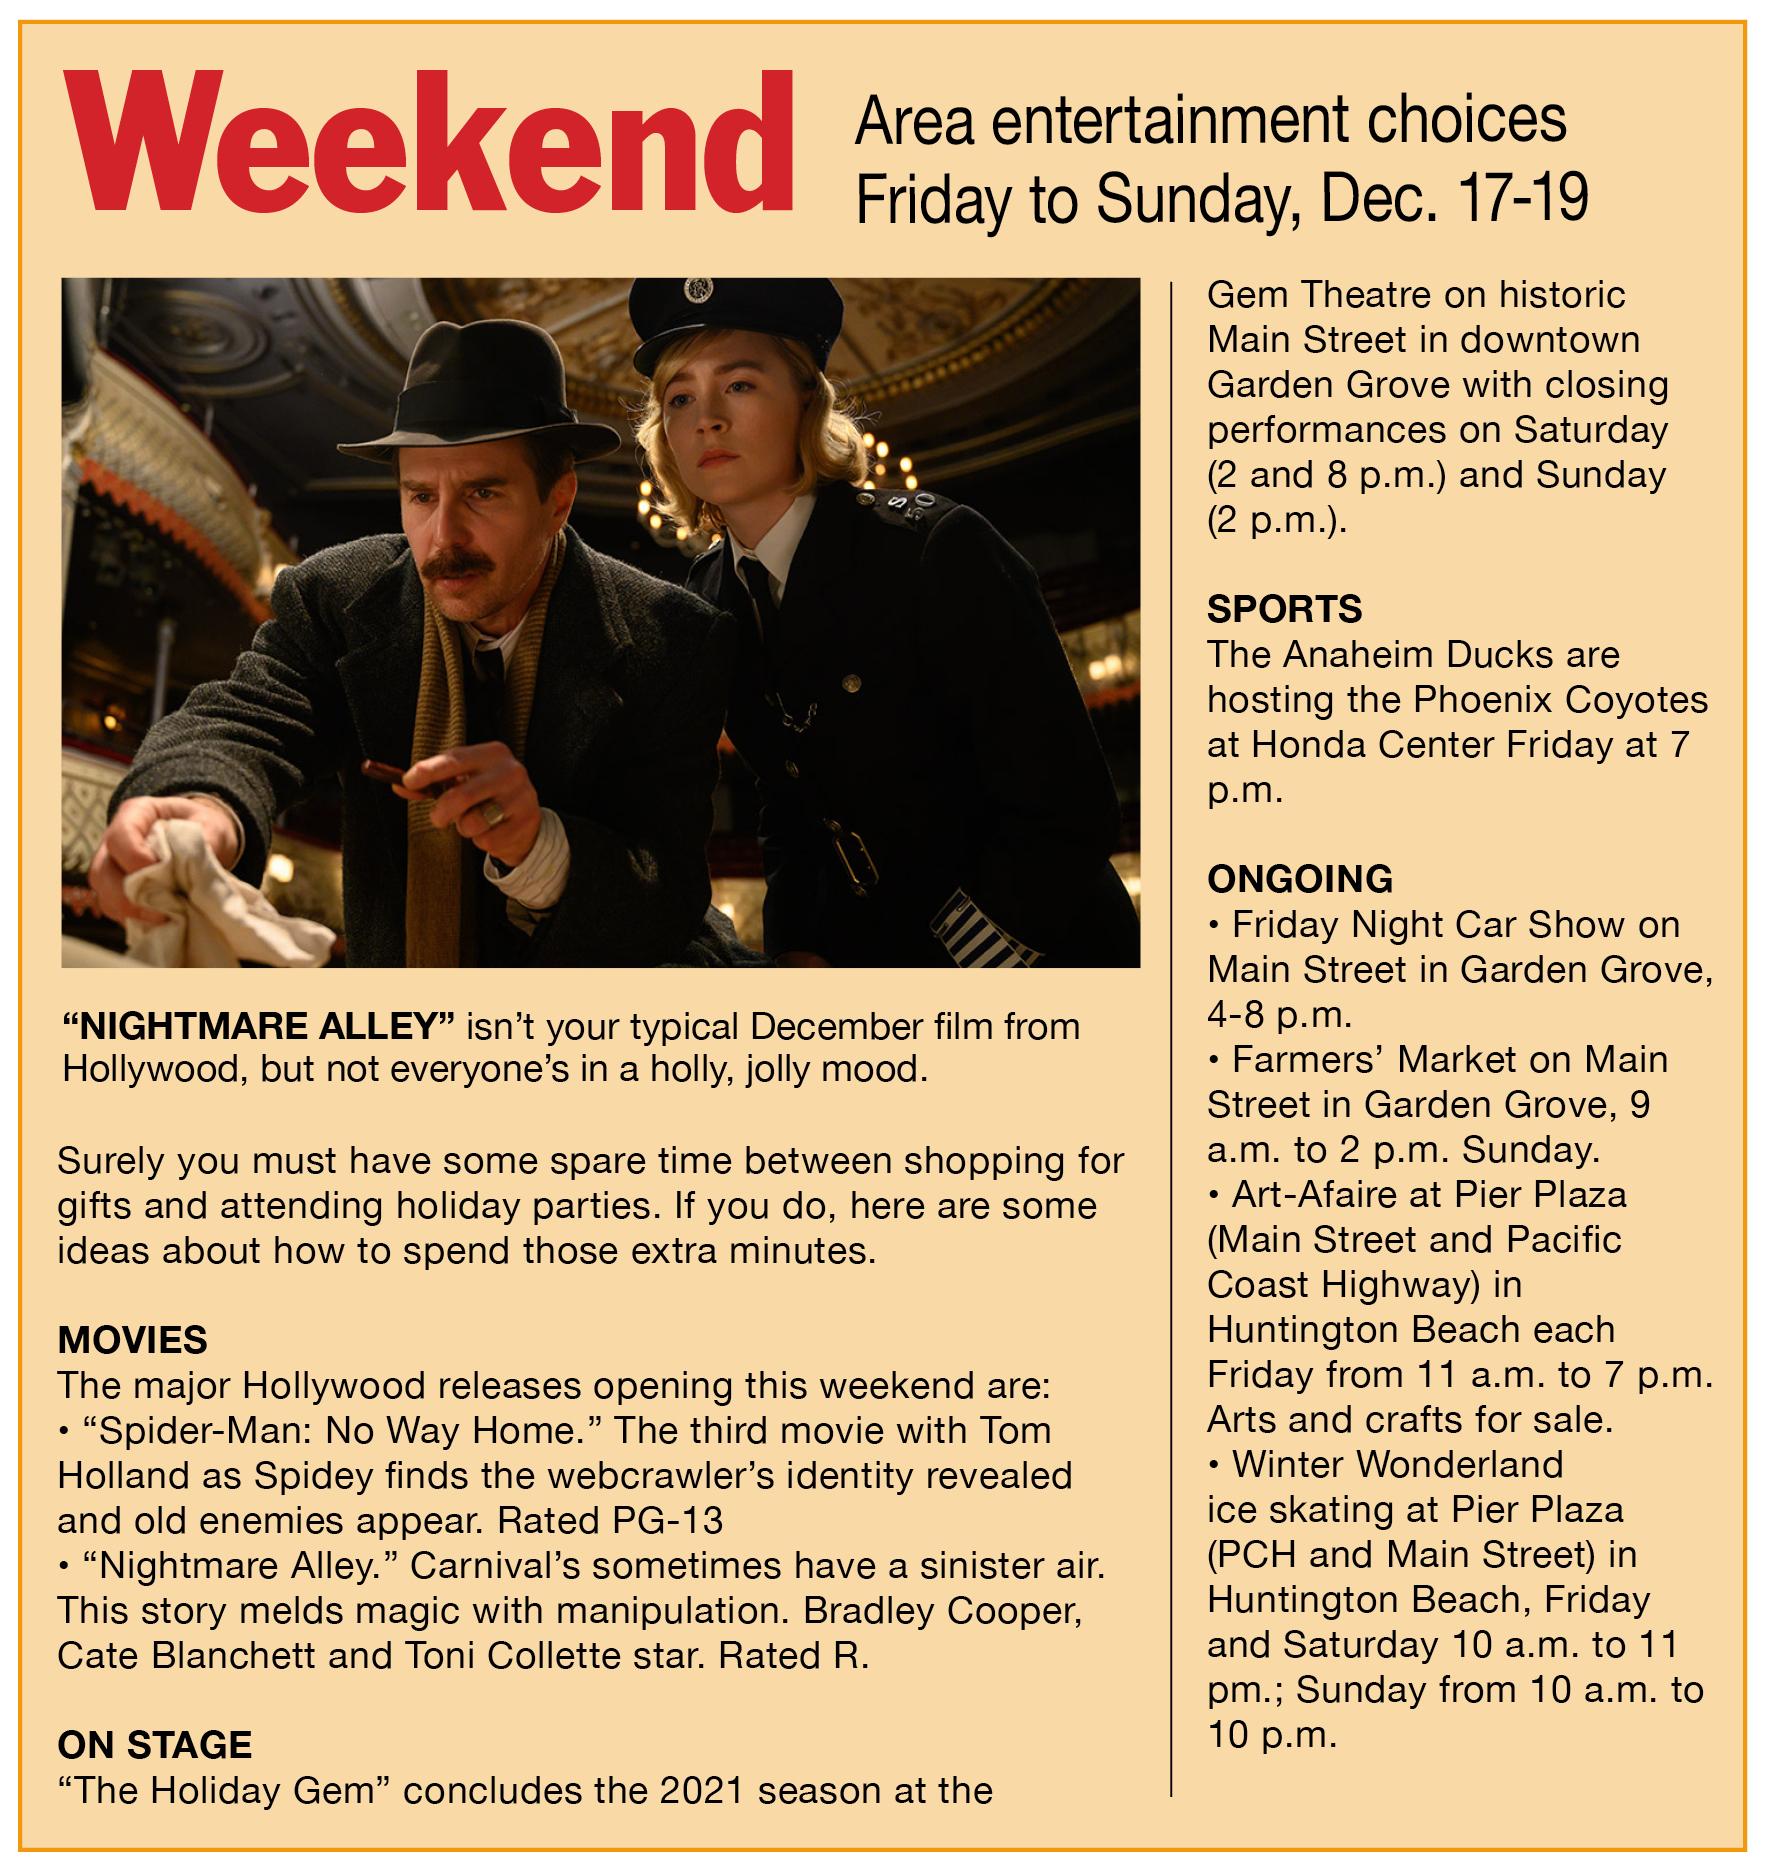 Weekend
Area entertainment choices
Friday to Sunday, Dec. 17-19
“NIGHTMARE ALLEY” isn’t your typical December film from
Hollywood, but not everyone’s in a holly, jolly mood.
Surely you must have some spare time between shopping for
gifts and attending holiday parties. If you do, here are some
ideas about how to spend those extra minutes.
MOVIES
The major Hollywood releases opening this weekend are:
• “Spider-Man: No Way Home.” The third movie with Tom
Holland as Spidey finds the webcrawler’s identity revealed
and old enemies appear. Rated PG-13
• “Nightmare Alley.” Carnival’s sometimes have a sinister air.
This story melds magic with manipulation. Bradley Cooper,
Cate Blanchett and Toni Collette star. Rated R.
ON STAGE
“The Holiday Gem” concludes the 2021 season at the
Gem Theatre on historic
Main Street in downtown
Garden Grove with closing
performances on Saturday
(2 and 8 p.m.) and Sunday
(2 p.m.).
SPORTS
The Anaheim Ducks are
hosting the Phoenix Coyotes
at Honda Center Friday at 7
p.m.
ONGOING
• Friday Night Car Show on
Main Street in Garden Grove,
4-8 p.m.
• Farmers’ Market on Main
Street in Garden Grove, 9
a.m. to 2 p.m. Sunday.
• Art-Afaire at Pier Plaza
(Main Street and Pacific
Coast Highway) in
Huntington Beach each
Friday from 11 a.m. to 7 p.m.
Arts and crafts for sale.
• Winter Wonderland
ice skating at Pier Plaza
(PCH and Main Street) in
Huntington Beach, Friday
and Saturday 10 a.m. to 11
pm.; Sunday from 10 a.m. to
10 p.m.